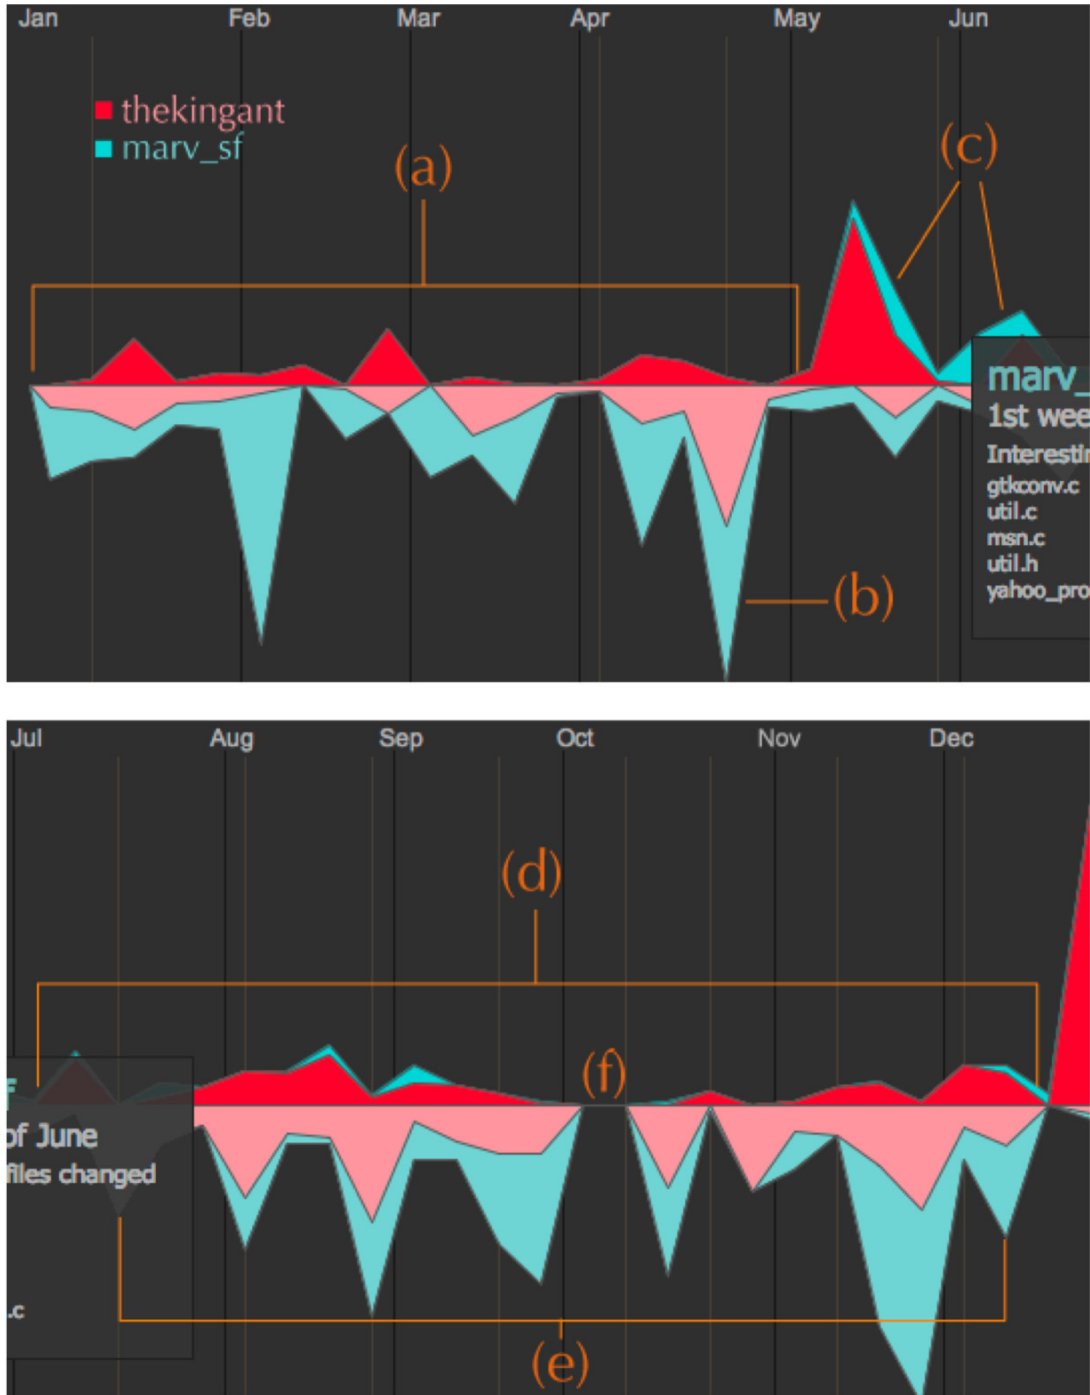 Jan Feb Mar Apr May Jun
thekingant
marv_sf
(a)
(c)
marv_
1st wee
Interestin
gtkconv.c
util.c
msn.c
util.h
yahoo_pro
(b)
Jul Aug Sep Oct Nov Dec
(d)
(f)
f
of June
files changed
.c
(e)